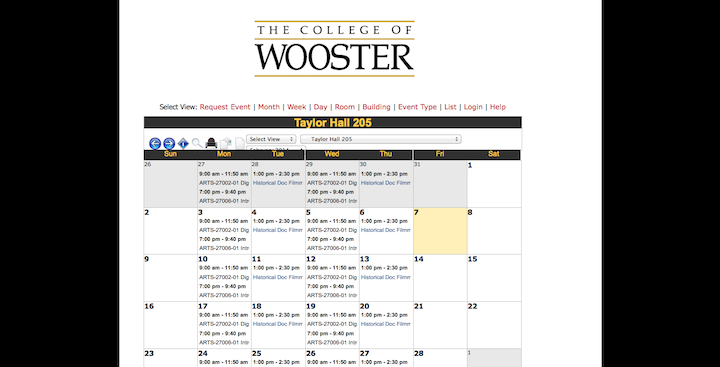 THE COLLEGE OF
WOOSTER
Select View: Request Event | Month | Week | Day | Room | Building | Event Type | List | Login | Help
Taylor Hall 205
Select View Taylor Hall 205
Sun Mon Tue Wed Thu Fri Sat
26 27 28 29 30 31 1
9:00 am - 11:50 am 1:00 pm - 2:30 pm 9:00 am - 11:50 am 1:00 pm - 2:30 pm
ARTS-27002-01 Dig Historical Doc Filmm ARTS-27002-01 Dig Historical Doc Filmm
7:00 pm - 9:40 pm 7:00 pm - 9:40 pm
ARTS-27006-01 Intr ARTS-27006-01 Intr
2 3 4 5 6 7 8
9:00 am - 11:50 am 1:00 pm - 2:30 pm 9:00 am - 11:50 am 1:00 pm - 2:30 pm
ARTS-27002-01 Dig Historical Doc Filmm ARTS-27002-01 Dig Historical Doc Filmm
7:00 pm - 9:40 pm 7:00 pm - 9:40 pm
ARTS-27006-01 Intr ARTS-27006-01 Intr
9 10 11 12 13 14 15
9:00 am - 11:50 am 1:00 pm - 2:30 pm 9:00 am - 11:50 am 1:00 pm - 2:30 pm
ARTS-27002-01 Dig Historical Doc Filmm ARTS-27002-01 Dig Historical Doc Filmm
7:00 pm - 9:40 pm 7:00 pm - 9:40 pm
ARTS-27006-01 Intr ARTS-27006-01 Intr
16 17 18 19 20 21 22
9:00 am - 11:50 am 1:00 pm - 2:30 pm 9:00 am - 11:50 am 1:00 pm - 2:30 pm
ARTS-27002-01 Dig Historical Doc Filmm ARTS-27002-01 Dig Historical Doc Filmm
7:00 pm - 9:40 pm 7:00 pm - 9:40 pm
ARTS-27006-01 Intr ARTS-27006-01 Intr
23 24 25 26 27 28 1
9:00 am - 11:50 am 1:00 pm - 2:30 pm 9:00 am - 11:50 am 1:00 pm - 2:30 pm